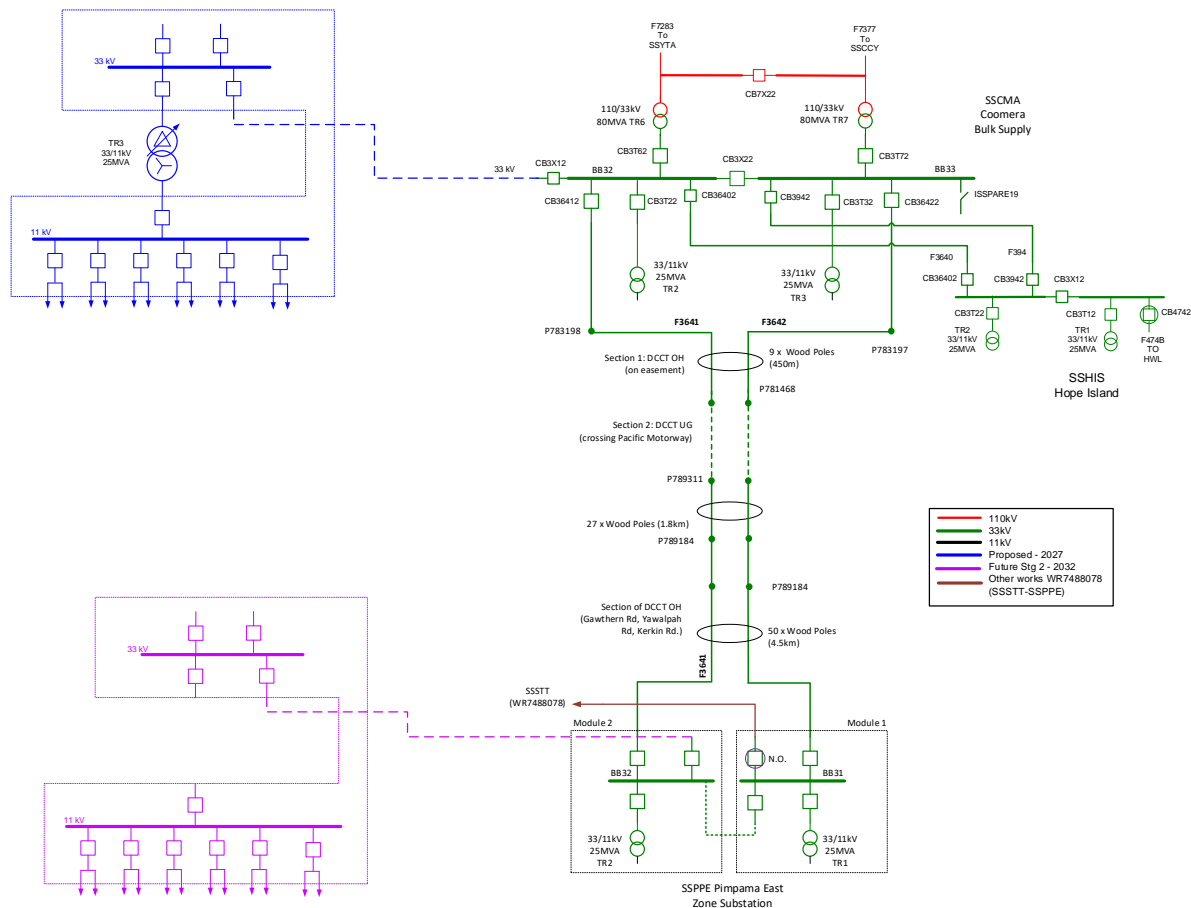 33 kV
TR3
33/11kV
25MVA
11 kV
F7283
To
SSYTA
F7377
To
SSCCY
CB7X22
110/33kV
80MVA TR6
110/33kV
80MVA TR7
SSCMA
Coomera
Bulk Supply
CB3T62
CB3T72
33 kV
CB3X12
BB32
CB3X22
BB33
CB36412
CB3T22
CB36402
CB3942
CB3T32
CB36422
ISSPARE19
33/11kV
25MVA
TR2
33/11kV
25MVA
TR3
F3640
F394
CB36402
CB3942
CB3X12
CB3T22
CB3T12
CB4742
TR2
33/11kV
25MVA
TR1
33/11kV
25MVA
F474B
TO
HWL
SSHIS
Hope Island
P783198
F3641
F3642
P783197
Section 1: DCCT OH
(on easement)
9 x Wood Poles
(450m)
P781468
Section 2: DCCT UG
(crossing Pacific Motorway)
P789311
27 x Wood Poles (1.8km)
P789184
P789184
Section of DCCT OH
(Gawthern Rd, Yawalpah
Rd, Kerkin Rd.)
50 x Wood Poles
(4.5km)
F3641
110kV
33kV
11kV
Proposed - 2027
Future Stg 2 - 2032
Other works WR7488078
(SSSTT-SSPPE)
33 kV
11 kV
SSSTT
(WR7488078)
Module 2
Module 1
N.O.
BB32
BB31
33/11kV
25MVA
TR2
33/11kV
25MVA
TR1
SSPPE Pimpama East
Zone Substation